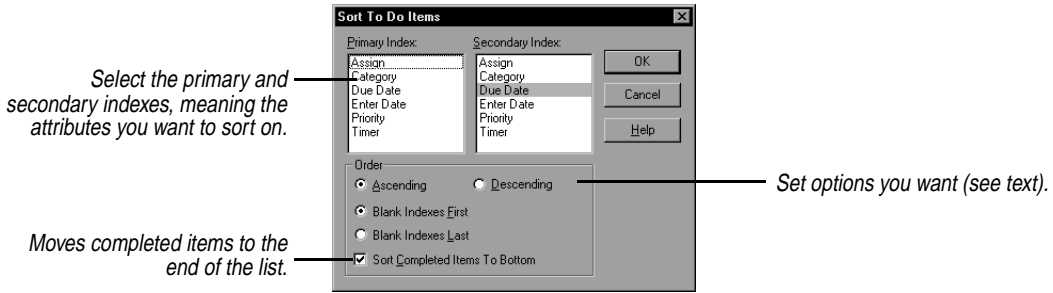 Sort To Do Items
Primary Index:
Assign
Category
Due Date
Enter Date
Priority
Timer
Secondary Index:
Assign
Category
Due Date
Enter Date
Priority
Timer
OK
Cancel
Help
Order
Ascending
Descending
Blank Indexes First
Blank Indexes Last
Sort Completed Items To Bottom
Select the primary and
secondary indexes, meaning the
attributes you want to sort on.
Set options you want (see text).
Moves completed items to the
end of the list.